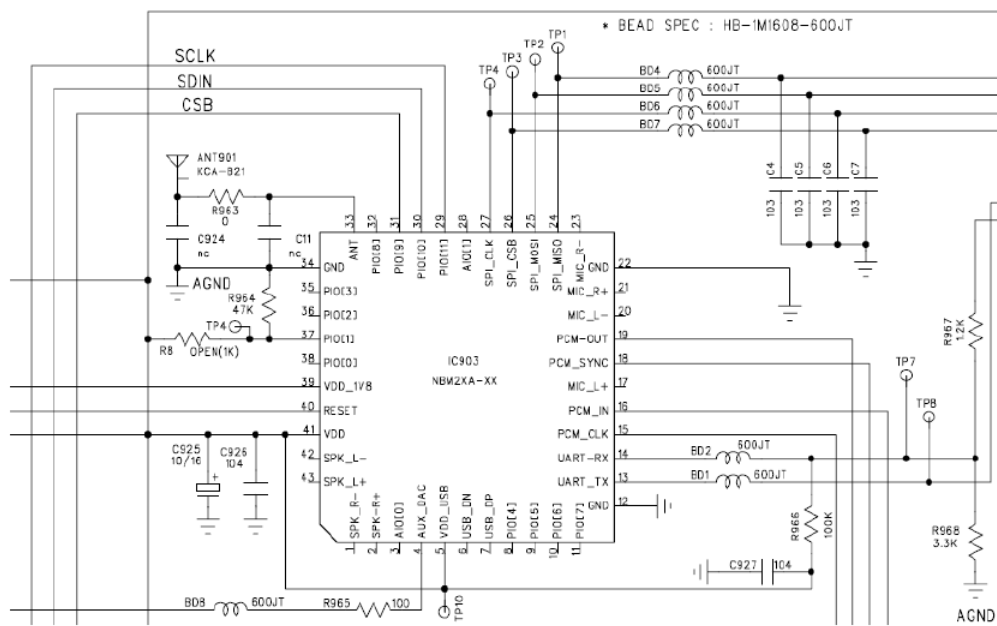 * BEAD SPEC : HB-1M1608-600JT
TP1
TP2
TP3
TP4
SCLK
SDIN
CSB
BD4 600JT
BD5 600JT
BD6 600JT
BD7 600JT
ANT901
KCA-B21
R963
0
C924
nc
C11
nc
AGND
R964
47K
TP4
R8
OPEN(1K)
C4
103
C5
103
C6
103
C7
103
33 ANT
32 PIO[8]
31 PIO[9]
30 PIO[10]
29 PIO[11]
28 AIO[1]
27 SPI_CLK
26 SPI_CSB
25 SPI_MOSI
24 SPI_MISO
23 MIC_R-
34 GND
35 PIO[3]
36 PIO[2]
37 PIO[1]
38 PIO[0]
39 VDD_1V8
40 RESET
41 VDD
42 SPK_L-
43 SPK_L+
IC903
NBM2XA-XX
GND 22
MIC_R+ 21
MIC_L- 20
PCM-OUT 19
PCM_SYNC 18
MIC_L+ 17
PCM_IN 16
PCM_CLK 15
UART-RX 14
UART_TX 13
GND 12
1 SPK_R-
2 SPK-R+
3 AIO[0]
4 AUX_DAC
5 VDD_USB
6 USB_DN
7 USB_DP
8 PIO[4]
9 PIO[5]
10 PIO[6]
11 PIO[7]
C925
10/16
C926
104
BD2 600JT
BD1 600JT
TP7
TP8
R967
1.2K
R966
100K
R968
3.3K
C927 104
BD8 600JT
R965 100
TP10
AGND